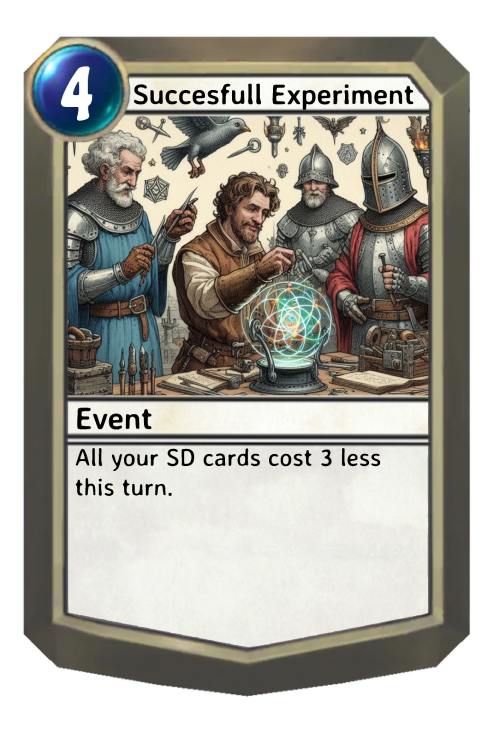 4
Succesfull Experiment
Event
All your SD cards cost 3 less
this turn.